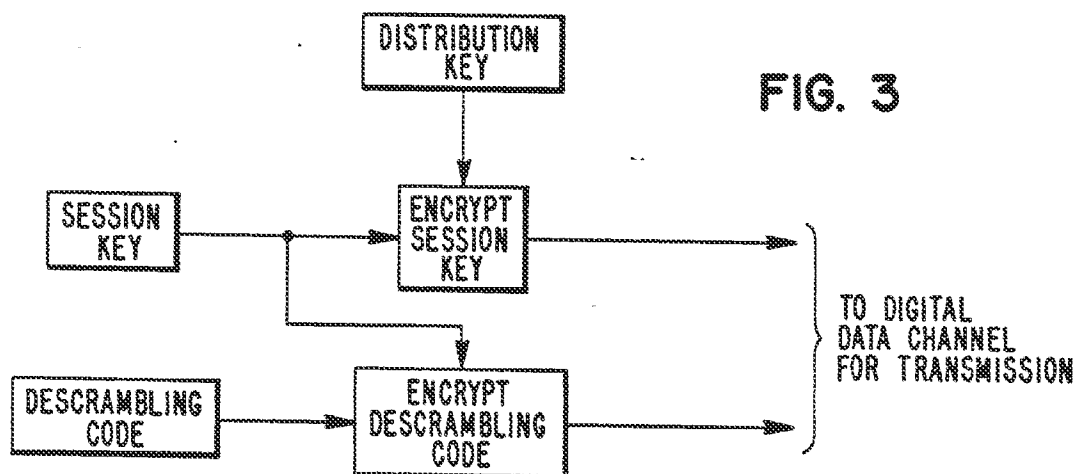 DISTRIBUTION
KEY
FIG. 3
SESSION
KEY
ENCRYPT
SESSION
KEY
TO DIGITAL
DATA CHANNEL
FOR TRANSMISSION
DESCRAMBLING
CODE
ENCRYPT
DESCRAMBLING
CODE